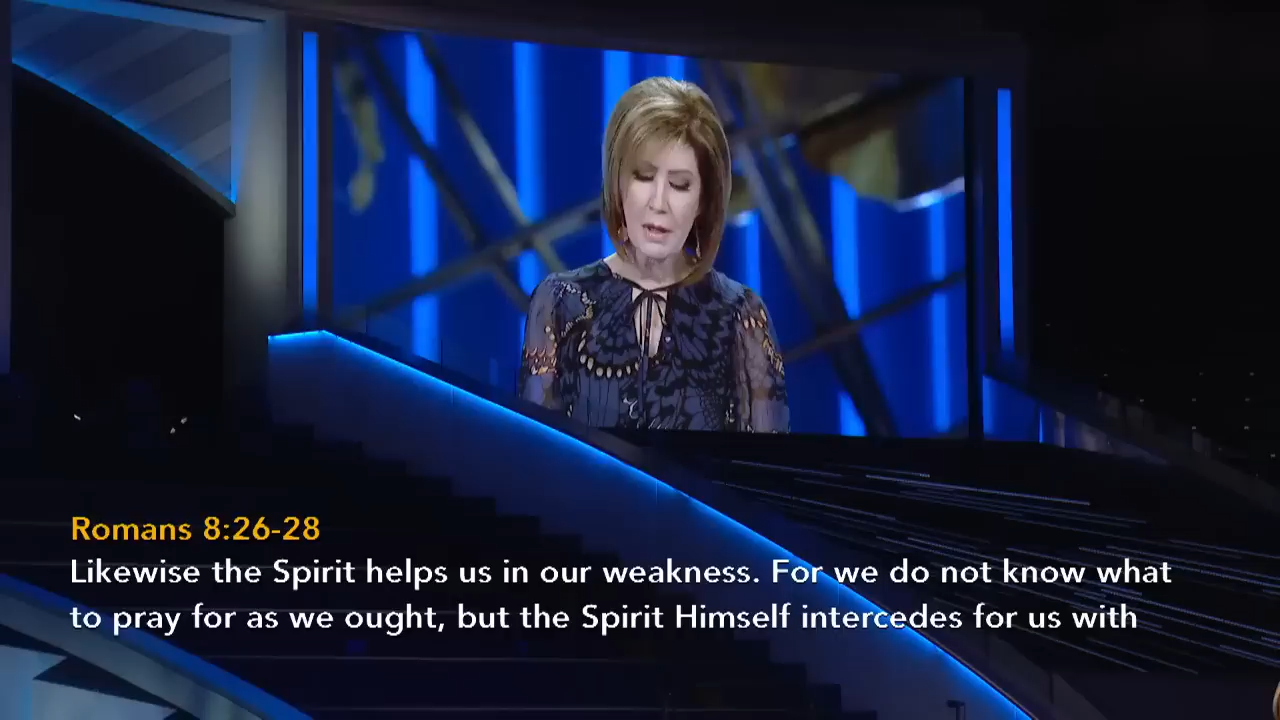 Romans 8:26-28
Likewise the Spirit helps us in our weakness. For we do not know what
to pray for as we ought, but the Spirit Himself intercedes for us with